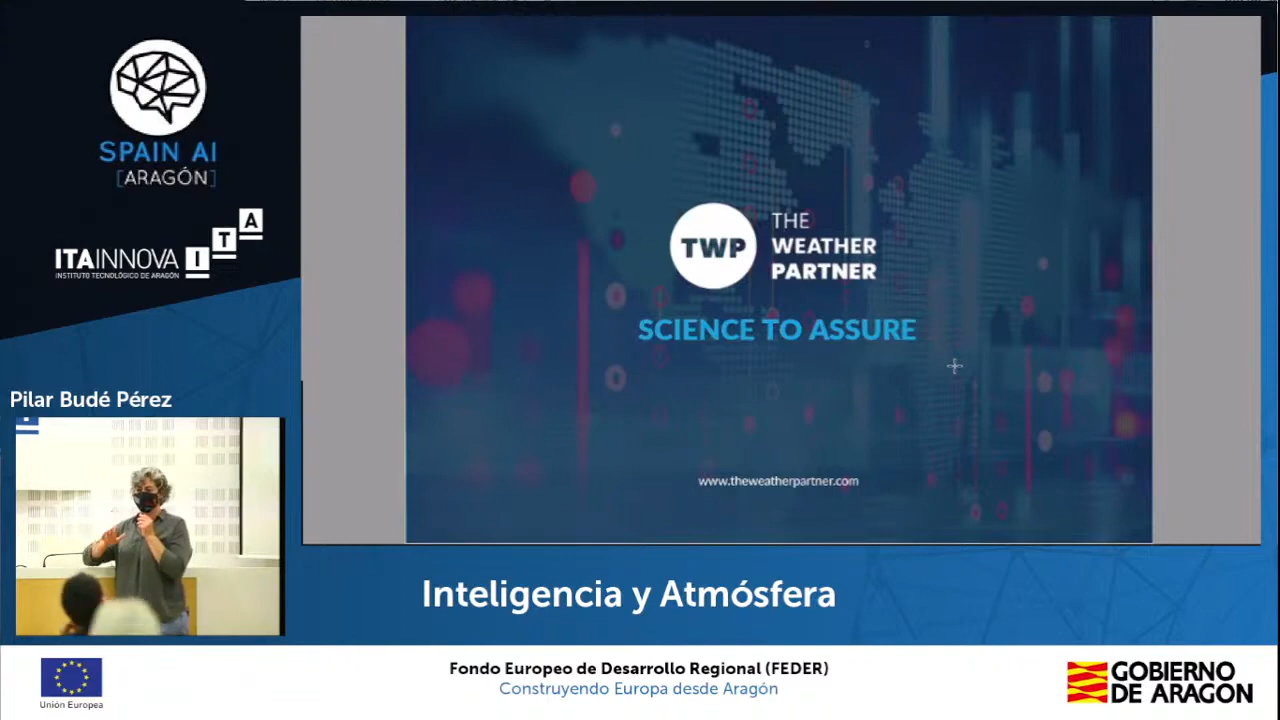 SPAIN AI
[ARAGÓN]
ITAINNOVA
INSTITUTO TECNOLÓGICO DE ARAGÓN
I
T
A
Pilar Budé Pérez
TWP
THE
WEATHER
PARTNER
SCIENCE TO ASSURE
www.theweatherpartner.com
Inteligencia y Atmósfera
Unión Europea
Fondo Europeo de Desarrollo Regional (FEDER)
Construyendo Europa desde Aragón
GOBIERNO
DE ARAGON